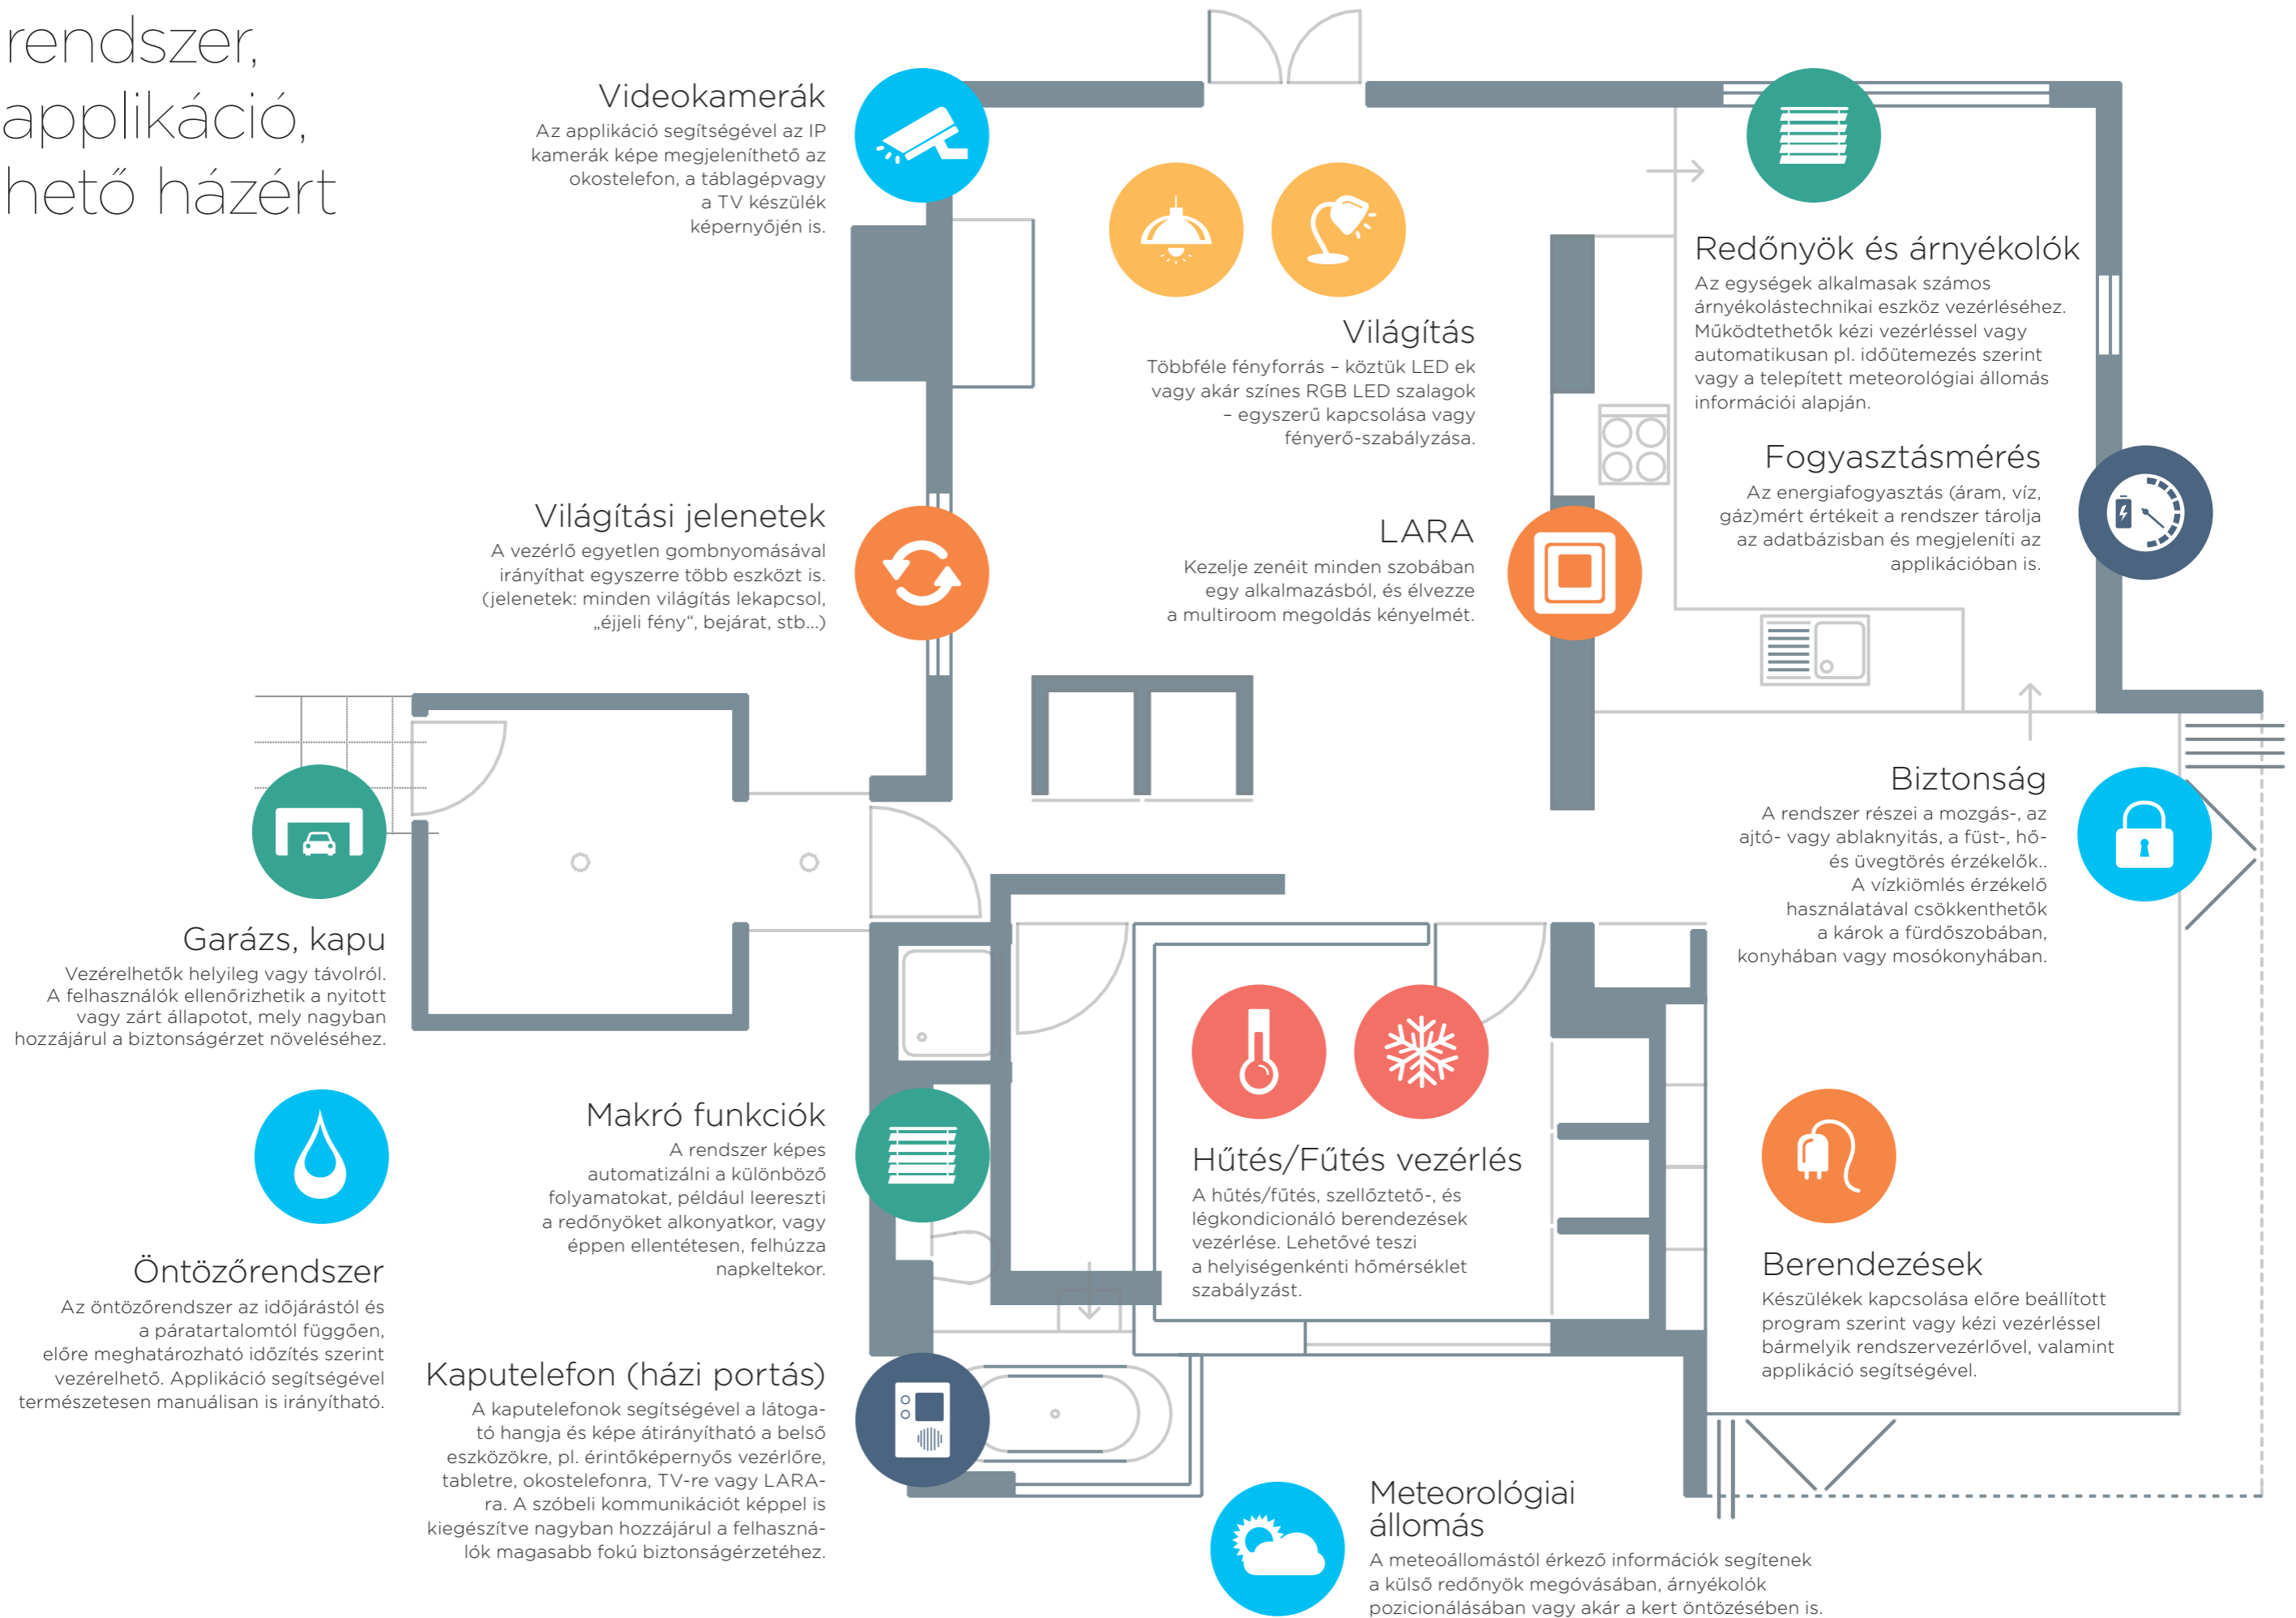 rendszer,
applikáció,
hető házért
Videokamerák
Az applikáció segítségével az IP
kamerák képe megjeleníthető az
okostelefon, a táblagépvagy
a TV készülék
képernyőjén is.
Világítás
Többféle fényforrás – köztük LED ek
vagy akár színes RGB LED szalagok
– egyszerű kapcsolása vagy
fényerő-szabályzása.
Redőnyök és árnyékolók
Az egységek alkalmasak számos
árnyékolástechnikai eszköz vezérléséhez.
Működtethetők kézi vezérléssel vagy
automatikusan pl. időütemezés szerint
vagy a telepített meteorológiai állomás
információi alapján.
Fogyasztásmérés
Az energiafogyasztás (áram, víz,
gáz)mért értékeit a rendszer tárolja
az adatbázisban és megjeleníti az
applikációban is.
Világítási jelenetek
A vezérlő egyetlen gombnyomásával
irányíthat egyszerre több eszközt is.
(jelenetek: minden világítás lekapcsol,
„éjjeli fény“, bejárat, stb...)
LARA
Kezelje zenéit minden szobában
egy alkalmazásból, és élvezze
a multiroom megoldás kényelmét.
Biztonság
A rendszer részei a mozgás-, az
ajtó- vagy ablaknyitás, a füst-, hő-
és üvegtörés érzékelők..
A vízkiömlés érzékelő
használatával csökkenthetők
a károk a fürdőszobában,
konyhában vagy mosókonyhában.
Garázs, kapu
Vezérelhetők helyileg vagy távolról.
A felhasználók ellenőrizhetik a nyitott
vagy zárt állapotot, mely nagyban
hozzájárul a biztonságérzet növeléséhez.
Makró funkciók
A rendszer képes
automatizálni a különböző
folyamatokat, például leereszti
a redőnyöket alkonyatkor, vagy
éppen ellentétesen, felhúzza
napkeltekor.
Hűtés/Fűtés vezérlés
A hűtés/fűtés, szellőztető-, és
légkondicionáló berendezések
vezérlése. Lehetővé teszi
a helyiségenkénti hőmérséklet
szabályzást.
Berendezések
Készülékek kapcsolása előre beállított
program szerint vagy kézi vezérléssel
bármelyik rendszervezérlővel, valamint
applikáció segítségével.
Öntözőrendszer
Az öntözőrendszer az időjárástól és
a páratartalomtól függően,
előre meghatározható időzítés szerint
vezérelhető. Applikáció segítségével
természetesen manuálisan is irányítható.
Kaputelefon (házi portás)
A kaputelefonok segítségével a látoga-
tó hangja és képe átirányítható a belső
eszközökre, pl. érintőképernyős vezérlőre,
tabletre, okostelefonra, TV-re vagy LARA-
ra. A szóbeli kommunikációt képpel is
kiegészítve nagyban hozzájárul a felhaszná-
lók magasabb fokú biztonságérzetéhez.
Meteorológiai
állomás
A meteoállomástól érkező információk segítenek
a külső redőnyök megóvásában, árnyékolók
pozicionálásában vagy akár a kert öntözésében is.